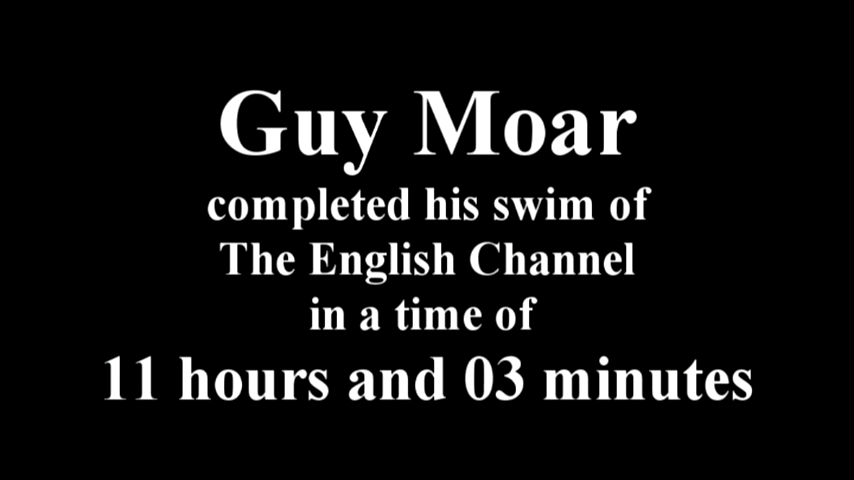 Guy Moar
completed his swim of
The English Channel
in a time of
11 hours and 03 minutes